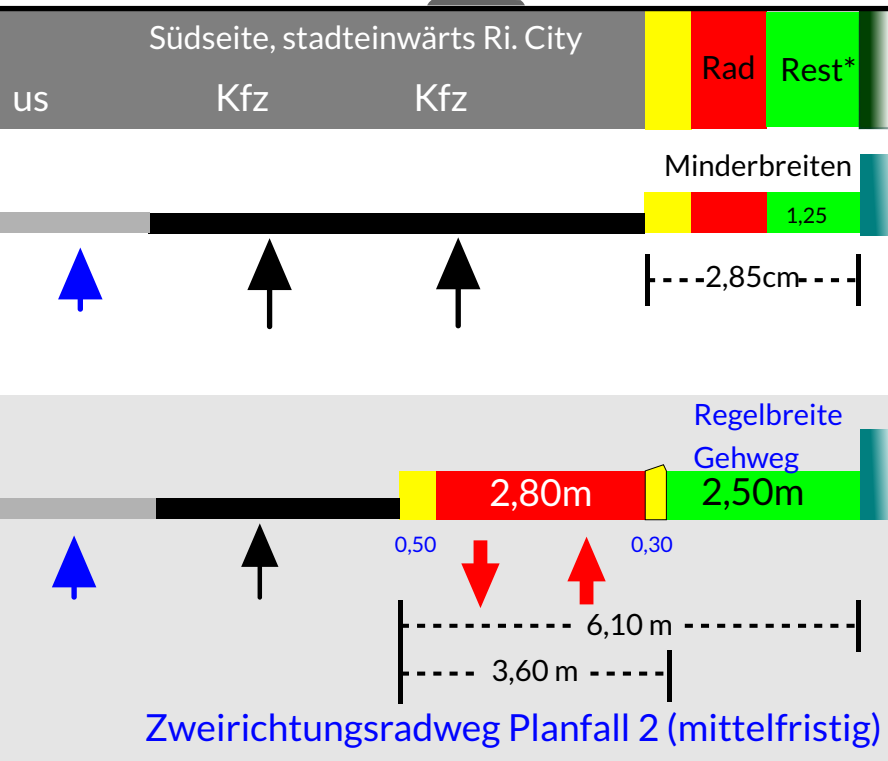 Südseite, stadteinwärts Ri. City
us Kfz Kfz
Rad Rest*
Minderbreiten
1,25
2,85cm
Regelbreite
Gehweg
2,80m 2,50m
0,50 0,30
6,10 m
3,60 m
Zweirichtungsradweg Planfall 2 (mittelfristig)